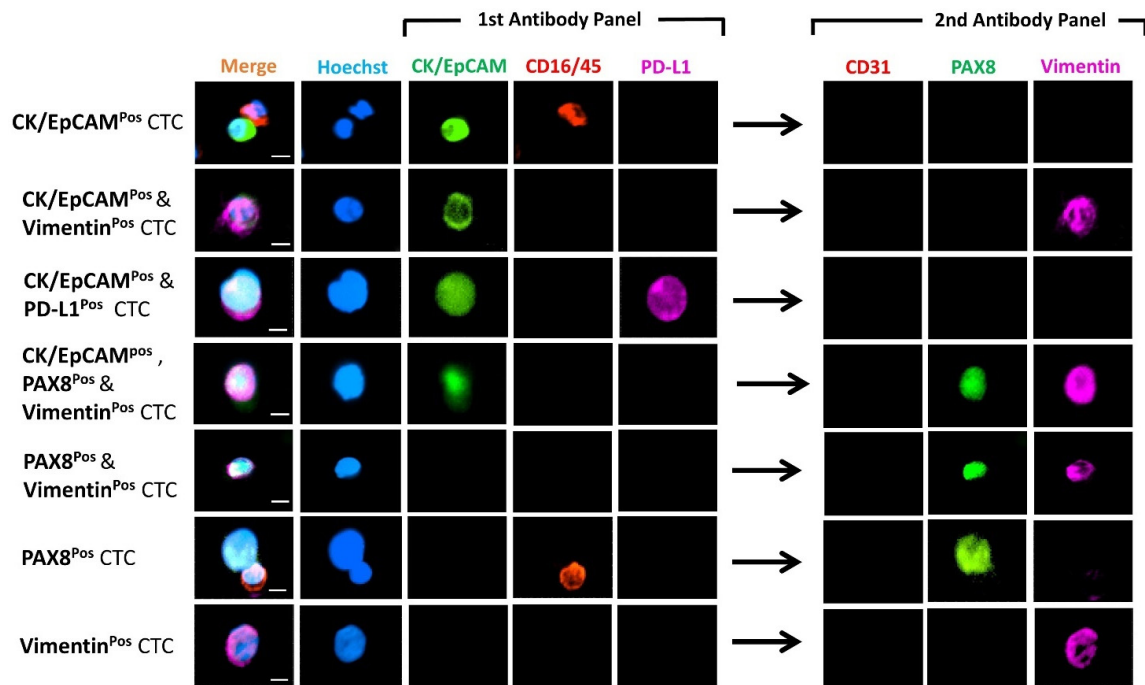 1st Antibody Panel
2nd Antibody Panel
Merge Hoechst CK/EpCAM CD16/45 PD-L1 CD31 PAX8 Vimentin
CK/EpCAMPos CTC
CK/EpCAMPos &
VimentinPos CTC
CK/EpCAMPos &
PD-L1Pos CTC
CK/EpCAMpos ,
PAX8Pos &
VimentinPos CTC
PAX8Pos &
VimentinPos CTC
PAX8Pos CTC
VimentinPos CTC